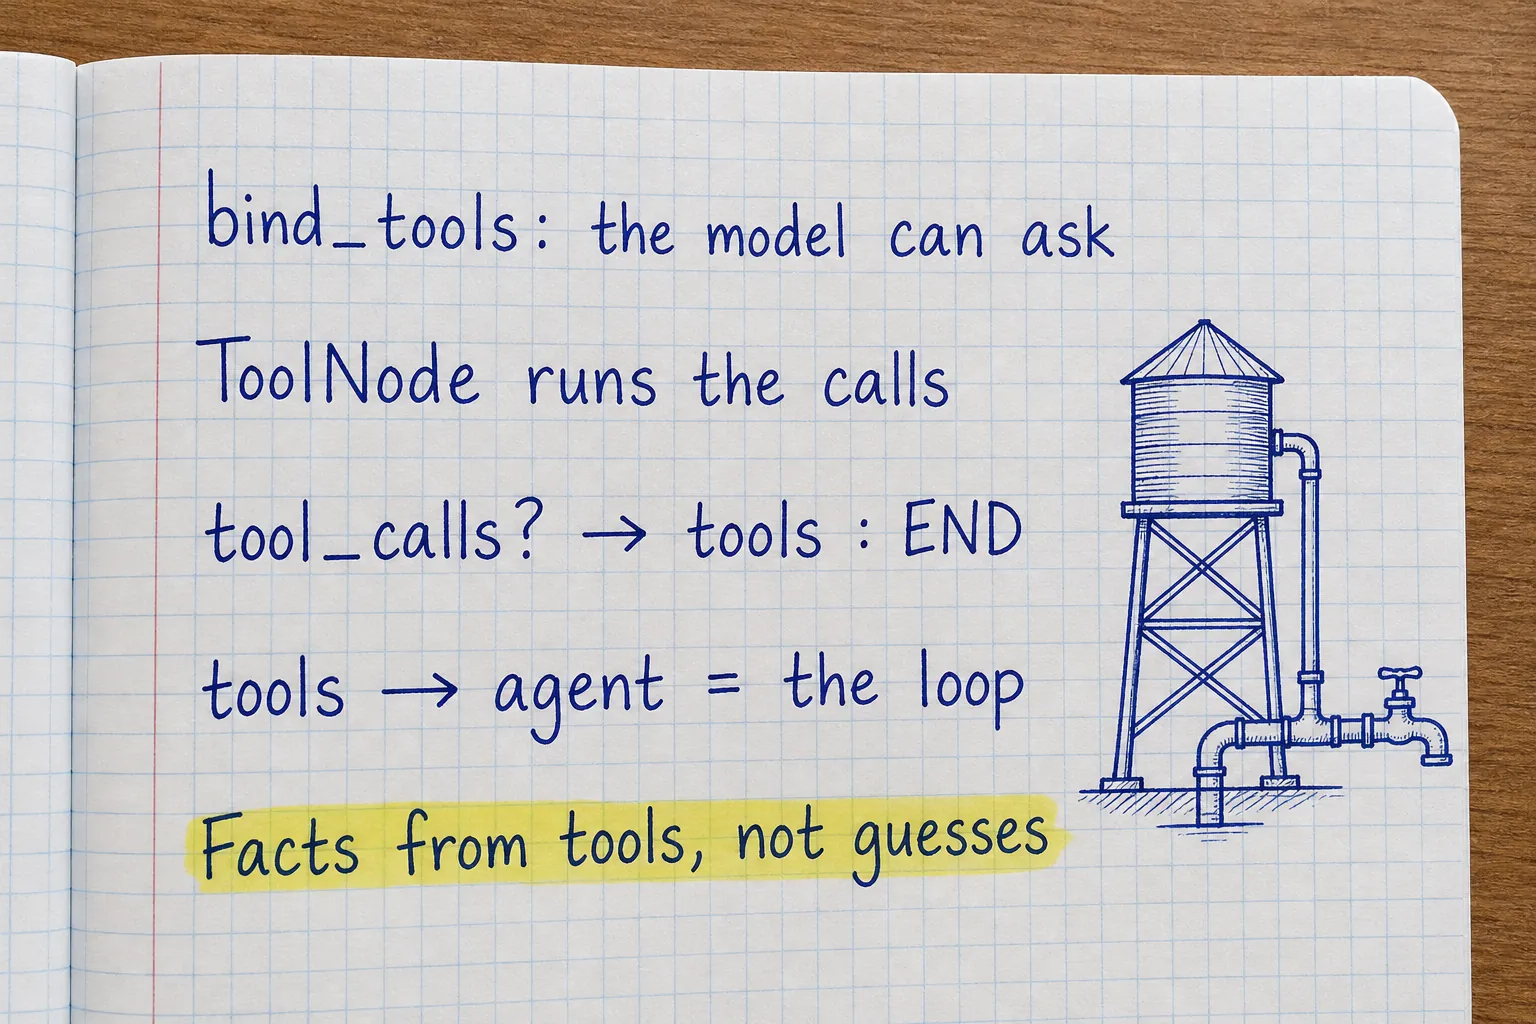 bind_tools: the model can ask
ToolNode runs the calls
tool_calls? → tools : END
tools → agent = the loop
Facts from tools, not guesses